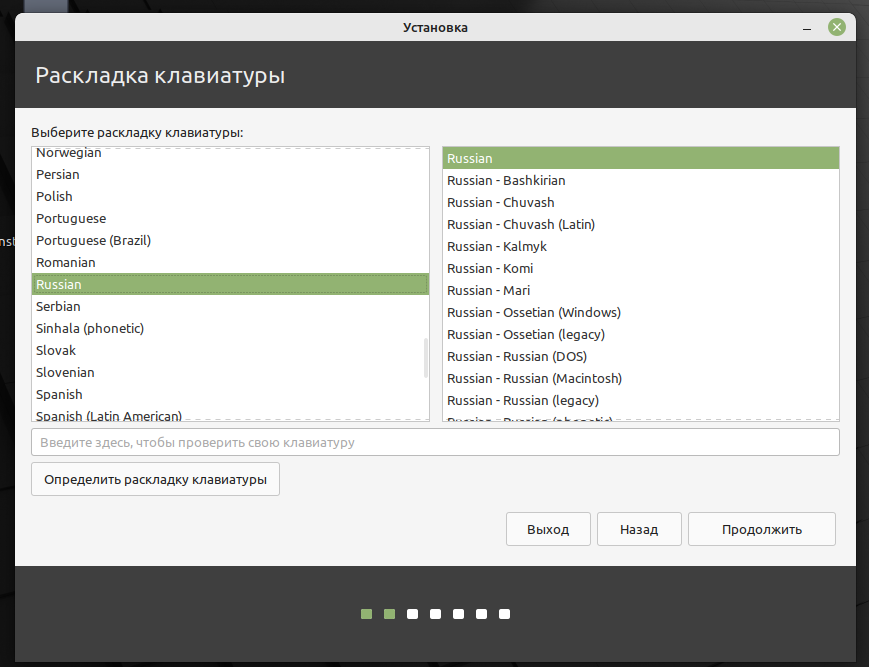 Установка
Раскладка клавиатуры
Выберите раскладку клавиатуры:
Norwegian
Persian
Polish
Portuguese
Portuguese (Brazil)
Romanian
Russian
Serbian
Sinhala (phonetic)
Slovak
Slovenian
Spanish
Spanish (Latin American)
Russian
Russian - Bashkirian
Russian - Chuvash
Russian - Chuvash (Latin)
Russian - Kalmyk
Russian - Komi
Russian - Mari
Russian - Ossetian (Windows)
Russian - Ossetian (legacy)
Russian - Russian (DOS)
Russian - Russian (Macintosh)
Russian - Russian (legacy)
Russian - Russian (phonetic)
Введите здесь, чтобы проверить свою клавиатуру
Определить раскладку клавиатуры
Выход
Назад
Продолжить